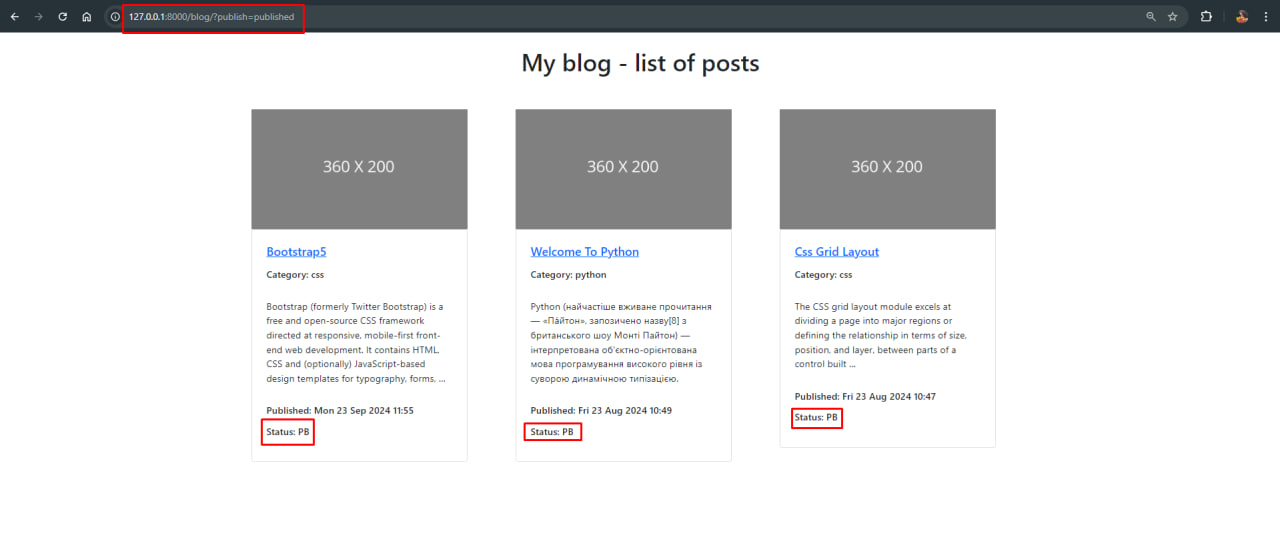 127.0.0.1:8000/blog/?publish=published
My blog - list of posts
360 X 200
Bootstrap5
Category: css
Bootstrap (formerly Twitter Bootstrap) is a
free and open-source CSS framework
directed at responsive, mobile-first front-
end web development. It contains HTML,
CSS and (optionally) JavaScript-based
design templates for typography, forms, ...
Published: Mon 23 Sep 2024 11:55
Status: PB
360 X 200
Welcome To Python
Category: python
Python (найчастіше вживане прочитання
— «Па́йтон», запозичено назву[8] з
британського шоу Монті Пайтон) —
інтерпретована об'єктно-орієнтована
мова програмування високого рівня із
суворою динамічною типізацією.
Published: Fri 23 Aug 2024 10:49
Status: PB
360 X 200
Css Grid Layout
Category: css
The CSS grid layout module excels at
dividing a page into major regions or
defining the relationship in terms of size,
position, and layer, between parts of a
control built ...
Published: Fri 23 Aug 2024 10:47
Status: PB